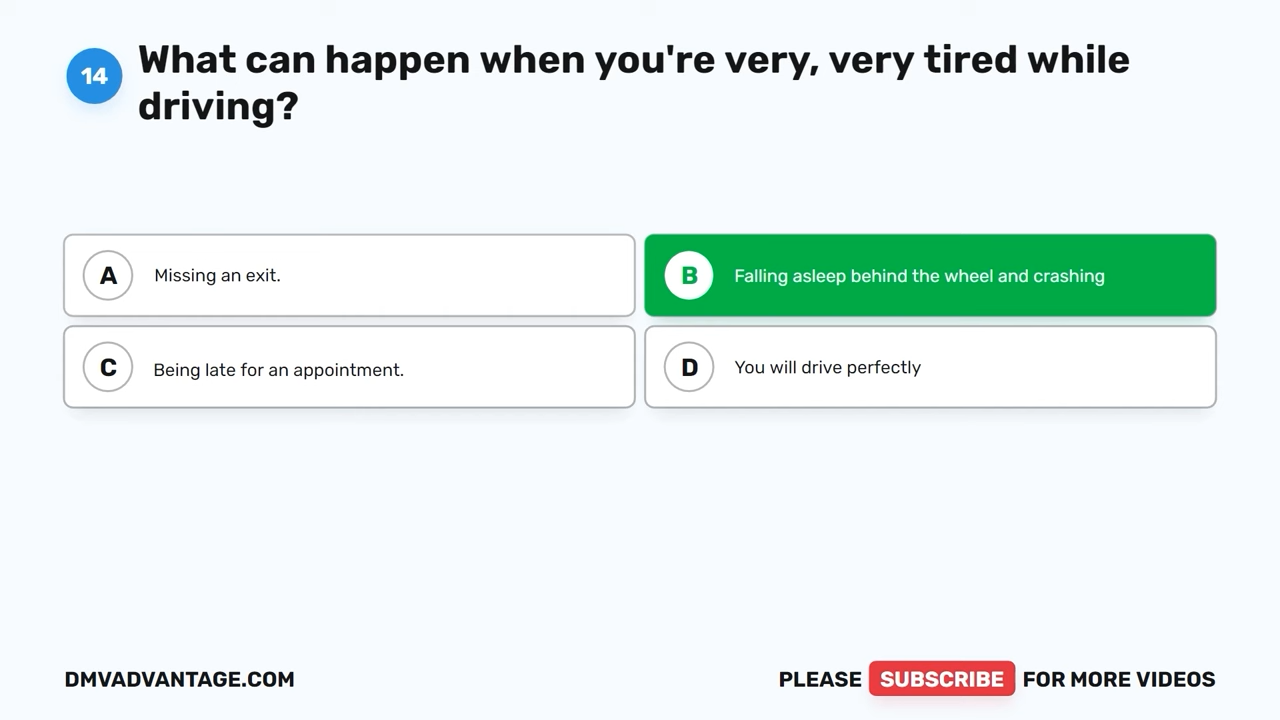 14
What can happen when you're very, very tired while
driving?
A Missing an exit.
B Falling asleep behind the wheel and crashing
C Being late for an appointment.
D You will drive perfectly
DMVADVANTAGE.COM
PLEASE SUBSCRIBE FOR MORE VIDEOS